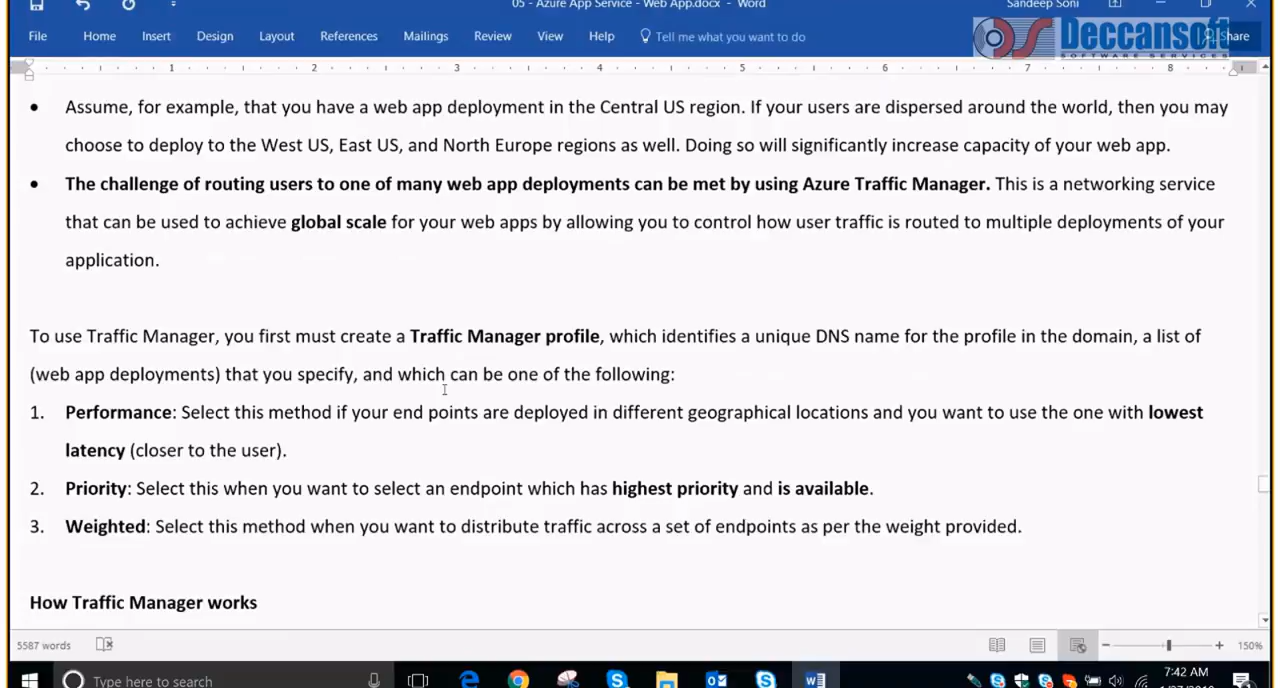 05 - Azure App Service - Web App.docx - Word
Sandeep Soni
File Home Insert Design Layout References Mailings Review View Help Tell me what you want to do
Share
Deccansoft
SOFTWARE SERVICES
1 2 3 4 5 6 7 8
• Assume, for example, that you have a web app deployment in the Central US region. If your users are dispersed around the world, then you may
choose to deploy to the West US, East US, and North Europe regions as well. Doing so will significantly increase capacity of your web app.
• The challenge of routing users to one of many web app deployments can be met by using Azure Traffic Manager. This is a networking service
that can be used to achieve global scale for your web apps by allowing you to control how user traffic is routed to multiple deployments of your
application.
To use Traffic Manager, you first must create a Traffic Manager profile, which identifies a unique DNS name for the profile in the domain, a list of
(web app deployments) that you specify, and which can be one of the following:
1. Performance: Select this method if your end points are deployed in different geographical locations and you want to use the one with lowest
latency (closer to the user).
2. Priority: Select this when you want to select an endpoint which has highest priority and is available.
3. Weighted: Select this method when you want to distribute traffic across a set of endpoints as per the weight provided.
How Traffic Manager works
5587 words
150%
Type here to search
7:42 AM